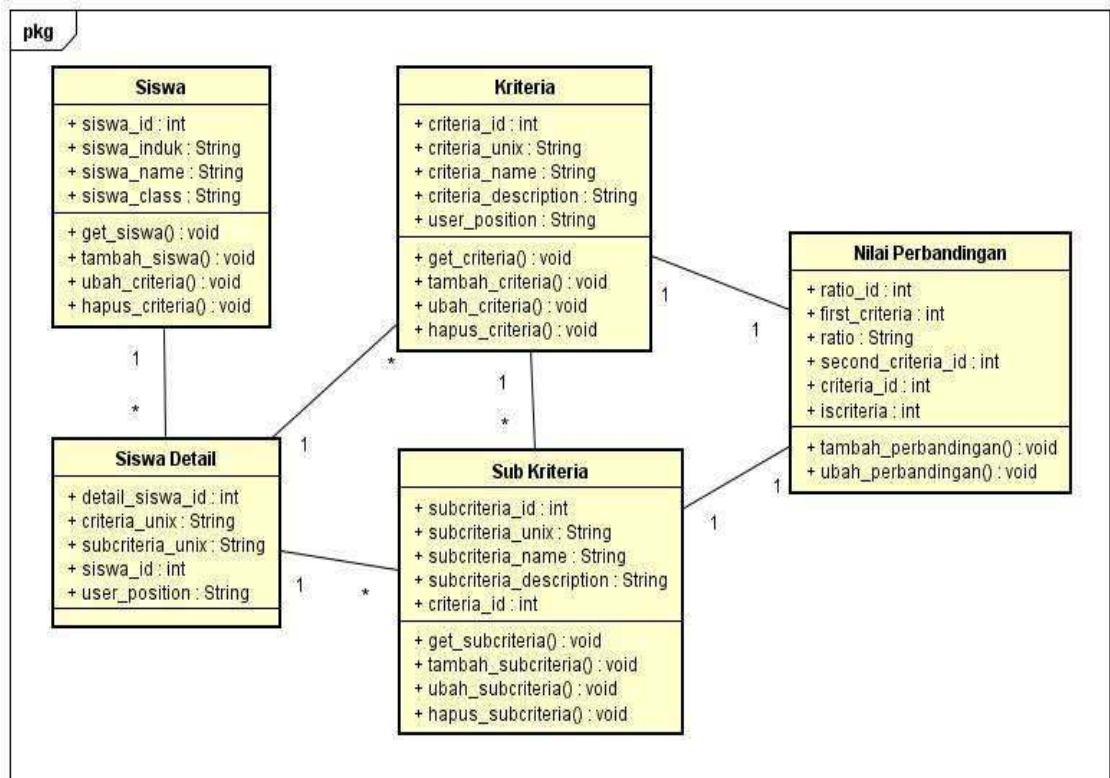 pkg
Siswa
+ siswa_id : int
+ siswa_induk : String
+ siswa_name : String
+ siswa_class : String
+ get_siswa() : void
+ tambah_siswa() : void
+ ubah_criteria() : void
+ hapus_criteria() : void
Kriteria
+ criteria_id : int
+ criteria_unix : String
+ criteria_name : String
+ criteria_description : String
+ user_position : String
+ get_criteria() : void
+ tambah_criteria() : void
+ ubah_criteria() : void
+ hapus_criteria() : void
Nilai Perbandingan
+ ratio_id : int
+ first_criteria : int
+ ratio : String
+ second_criteria_id : int
+ criteria_id : int
+ iscriteria : int
+ tambah_perbandingan() : void
+ ubah_perbandingan() : void
1
1
1
*
*
1
1
*
Siswa Detail
+ detail_siswa_id : int
+ criteria_unix : String
+ subcriteria_unix : String
+ siswa_id : int
+ user_position : String
Sub Kriteria
+ subcriteria_id : int
+ subcriteria_unix : String
+ subcriteria_name : String
+ subcriteria_description : String
+ criteria_id : int
+ get_subcriteria() : void
+ tambah_subcriteria() : void
+ ubah_subcriteria() : void
+ hapus_subcriteria() : void
1
1
1
*